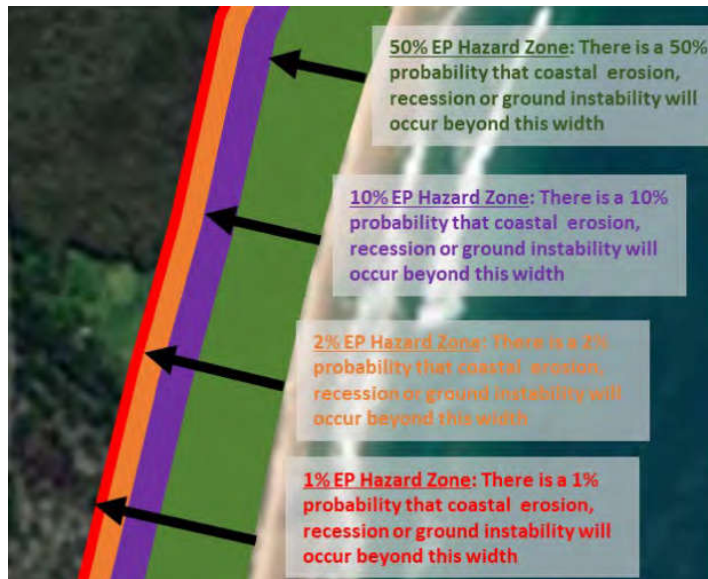 50% EP Hazard Zone: There is a 50%
probability that coastal erosion,
recession or ground instability will
occur beyond this width
10% EP Hazard Zone: There is a 10%
probability that coastal erosion,
recession or ground instability will
occur beyond this width
2% EP Hazard Zone: There is a 2%
probability that coastal erosion,
recession or ground instability will
occur beyond this width
1% EP Hazard Zone: There is a 1%
probability that coastal erosion,
recession or ground instability will
occur beyond this width